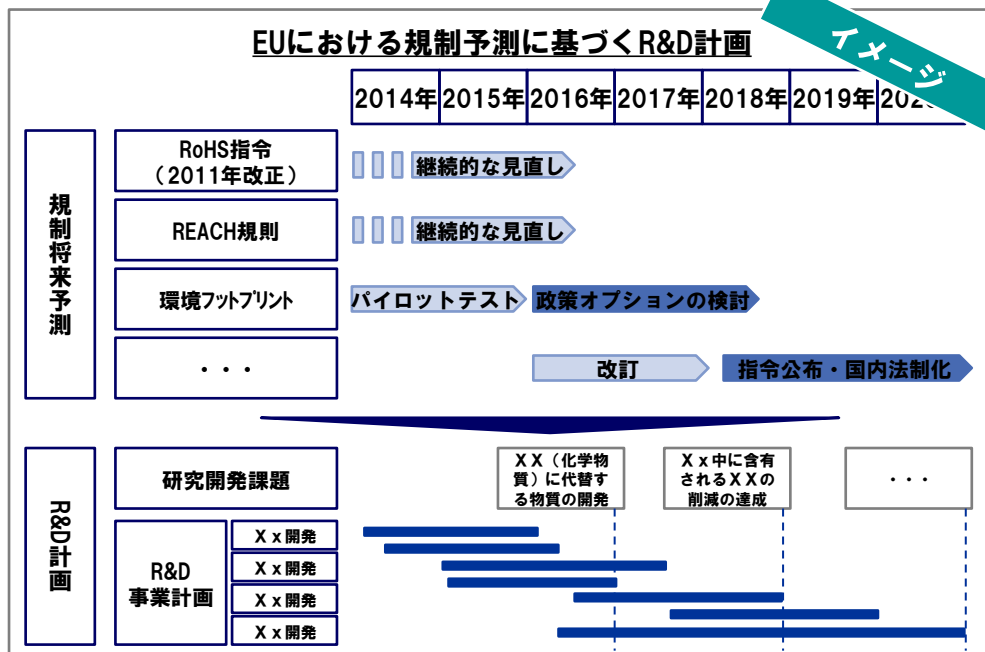 EUにおける規制予測に基づくR&D計画
イメージ
2014年 2015年 2016年 2017年 2018年 2019年
規制将来予測
RoHS指令
（2011年改正）
継続的な見直し
REACH規則
継続的な見直し
環境フットプリント
パイロットテスト
政策オプションの検討
・・・
改訂
指令公布・国内法制化
R&D計画
研究開発課題
ＸＸ（化学物
質）に代替す
る物質の開発
Ｘｘ中に含有
されるＸＸの
削減の達成
・・・
R&D
事業計画
Ｘｘ開発
Ｘｘ開発
Ｘｘ開発
Ｘｘ開発